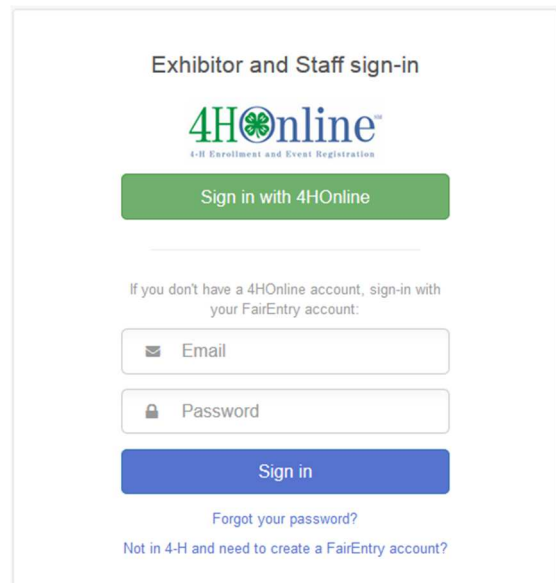 Exhibitor and Staff sign-in
4HOnline
4-H Enrollment and Event Registration
Sign in with 4HOnline
If you don't have a 4HOnline account, sign-in with
your FairEntry account:
Email
Password
Sign in
Forgot your password?
Not in 4-H and need to create a FairEntry account?